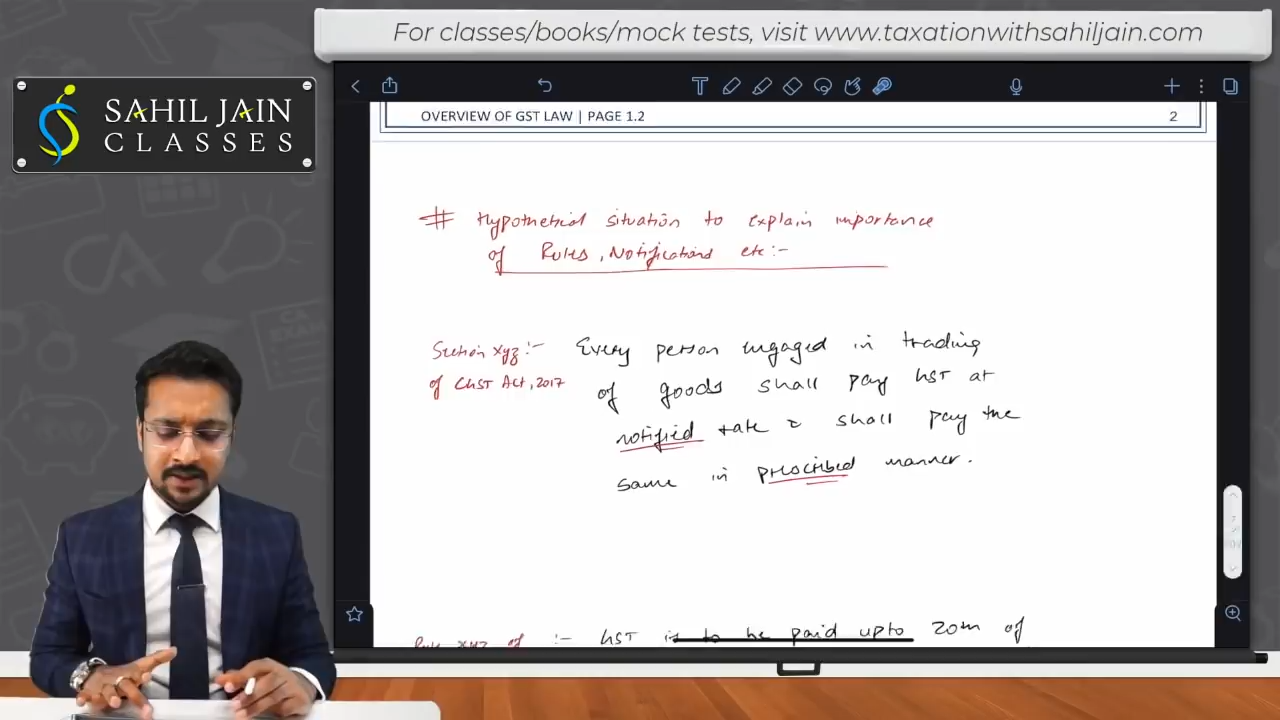 For classes/books/mock tests, visit www.taxationwithsahiljain.com
SAHIL JAIN
CLASSES
OVERVIEW OF GST LAW | PAGE 1.2 2
# Hypothetical situation to explain importance
of Rules, Notifications etc:-
Section xyz:- Every person engaged in trading
of CGST Act, 2017 of goods shall pay GST at
notified rate & shall pay the
same in prescribed manner.
Rule xyz of :- GST is to be paid upto 20th of